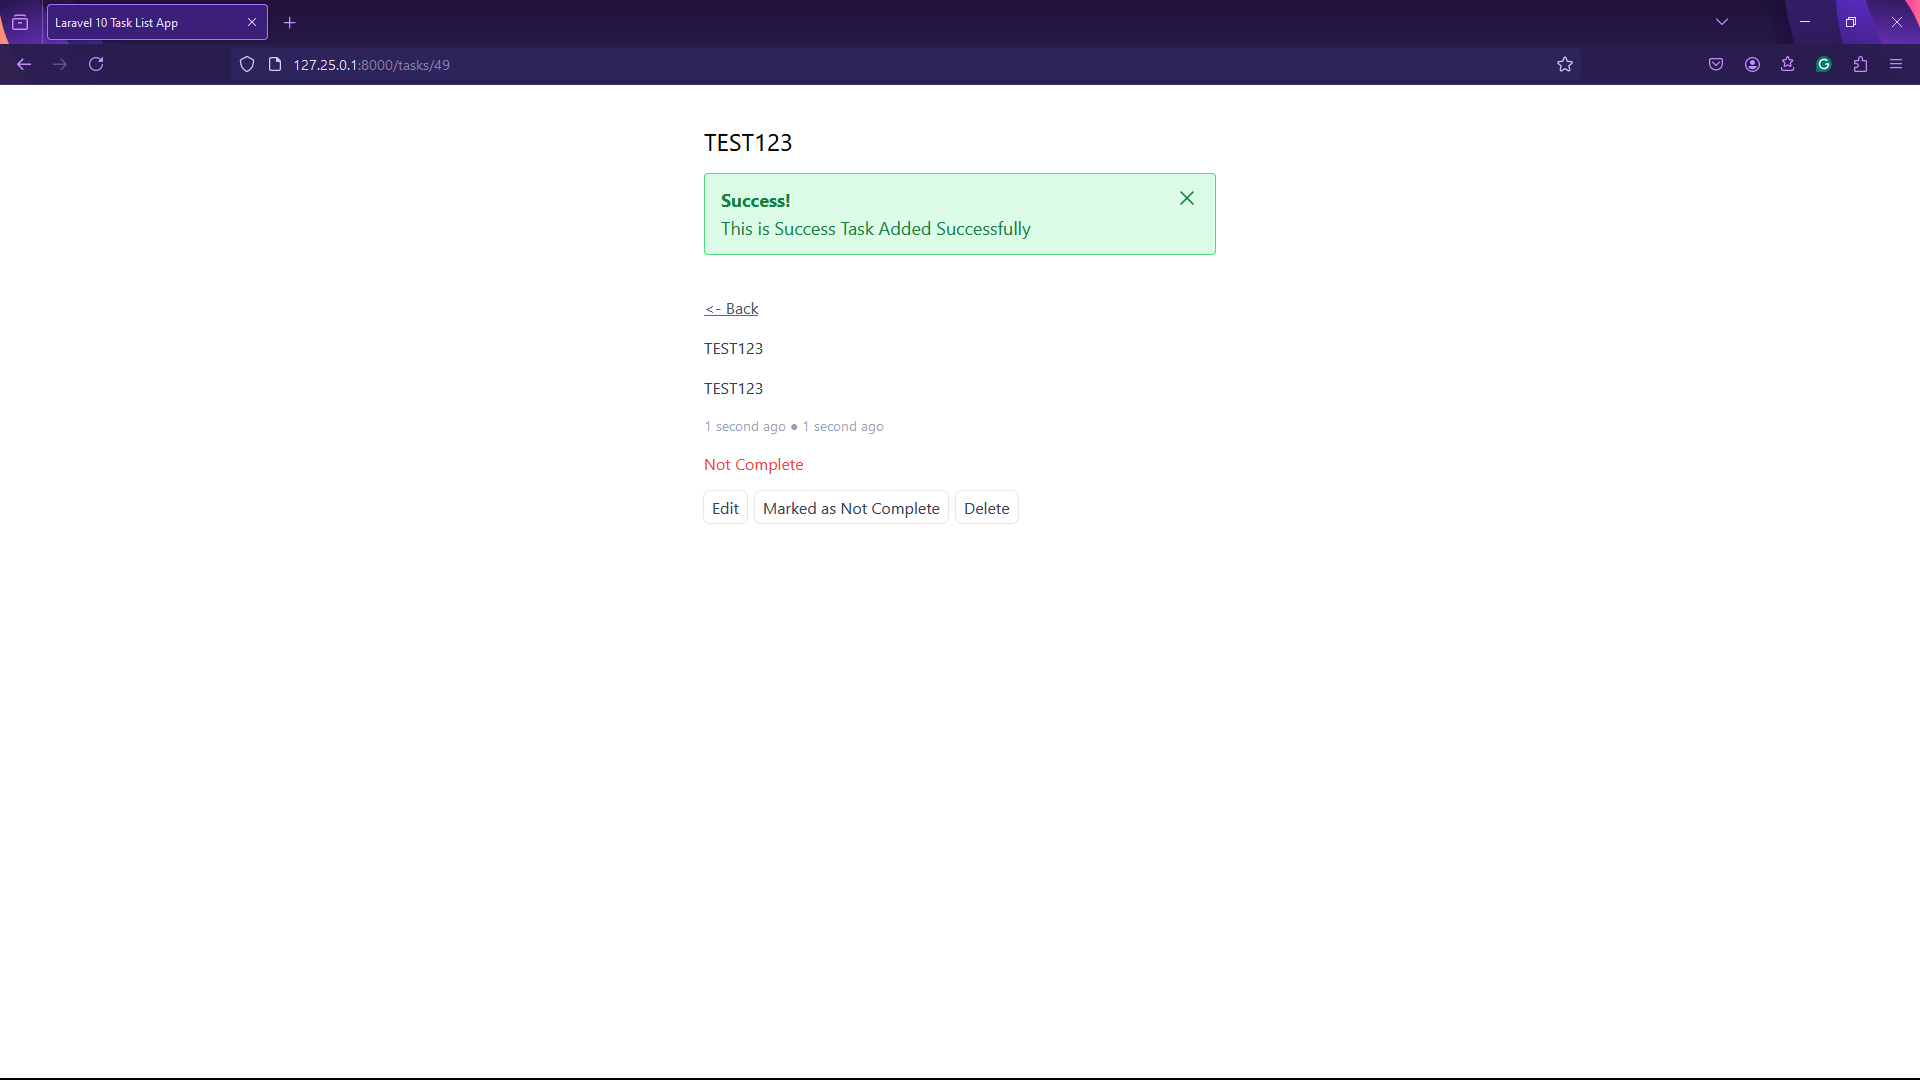 Laravel 10 Task List App
127.25.0.1:8000/tasks/49
TEST123
Success!
This is Success Task Added Successfully
<- Back
TEST123
TEST123
1 second ago ● 1 second ago
Not Complete
Edit Marked as Not Complete Delete